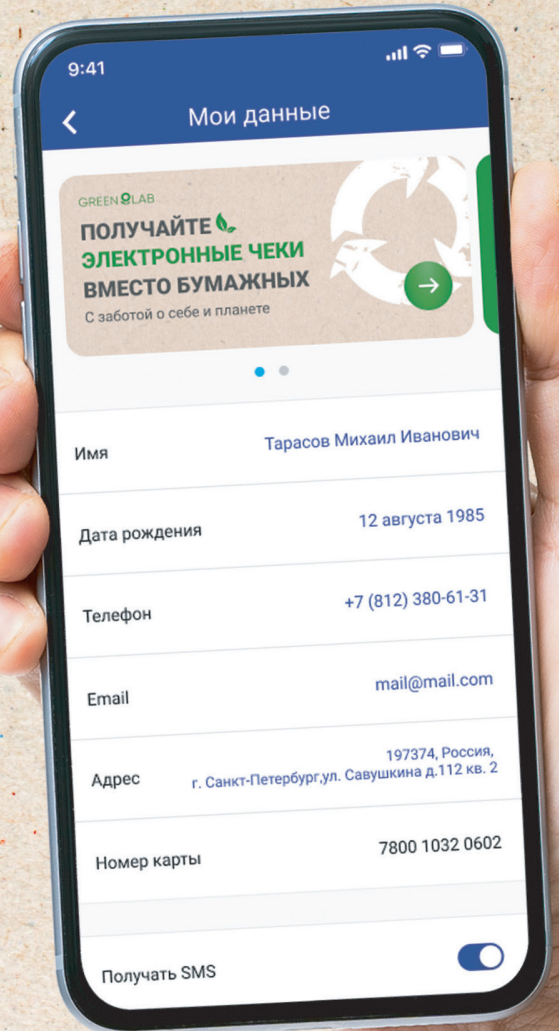 9:41
Мои данные
GREEN LAB
ПОЛУЧАЙТЕ
ЭЛЕКТРОННЫЕ ЧЕКИ
ВМЕСТО БУМАЖНЫХ
С заботой о себе и планете
Имя Тарасов Михаил Иванович
Дата рождения 12 августа 1985
Телефон +7 (812) 380-61-31
Email mail@mail.com
Адрес 197374, Россия,
г. Санкт-Петербург,ул. Савушкина д.112 кв. 2
Номер карты 7800 1032 0602
Получать SMS